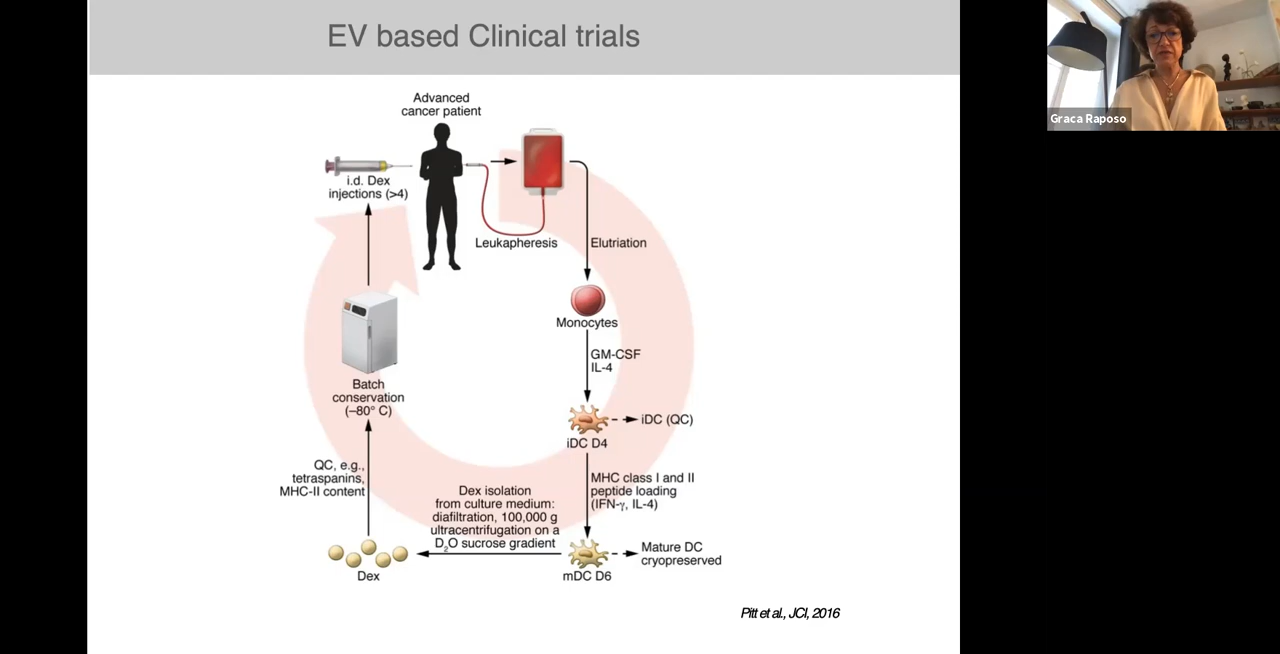 EV based Clinical trials
Graca Raposo
Advanced
cancer patient
i.d. Dex
injections (>4)
Leukapheresis
Elutriation
Monocytes
GM-CSF
IL-4
iDC (QC)
iDC D4
MHC class I and II
peptide loading
(IFN-γ, IL-4)
Mature DC
cryopreserved
mDC D6
Dex isolation
from culture medium:
diafiltration, 100,000 g
ultracentrifugation on a
D₂O sucrose gradient
Dex
QC, e.g.,
tetraspanins,
MHC-II content
Batch
conservation
(–80° C)
Pitt et al., JCI, 2016